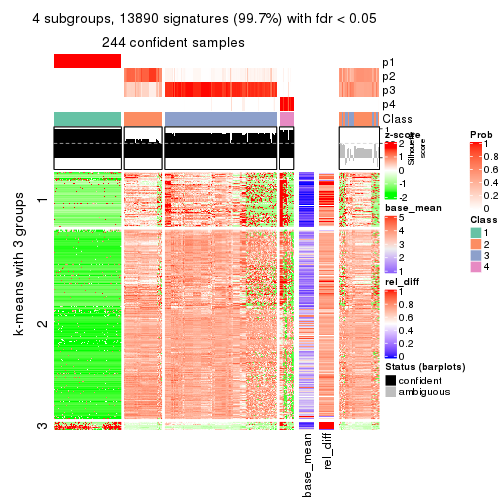 4 subgroups, 13890 signatures (99.7%) with fdr < 0.05
244 confident samples
p1
p2
p3
p4
Class
1
Silhouette
score
k-means with 3 groups
1
2
3
base_mean
rel_diff
z-score
2
1
0
-1
-2
base_mean
5
4
3
2
1
rel_diff
1
0.8
0.6
0.4
0.2
0
Status (barplots)
confident
ambiguous
Prob
1
0.8
0.6
0.4
0.2
0
Class
1
2
3
4